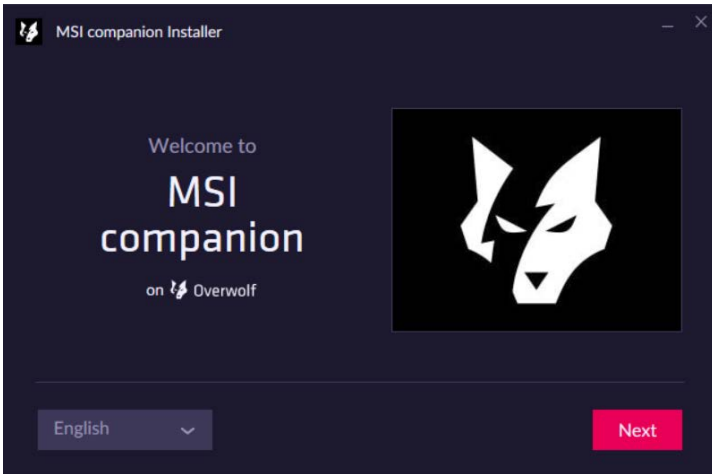 MSI companion Installer
Welcome to
MSI
companion
on Overwolf
English
Next